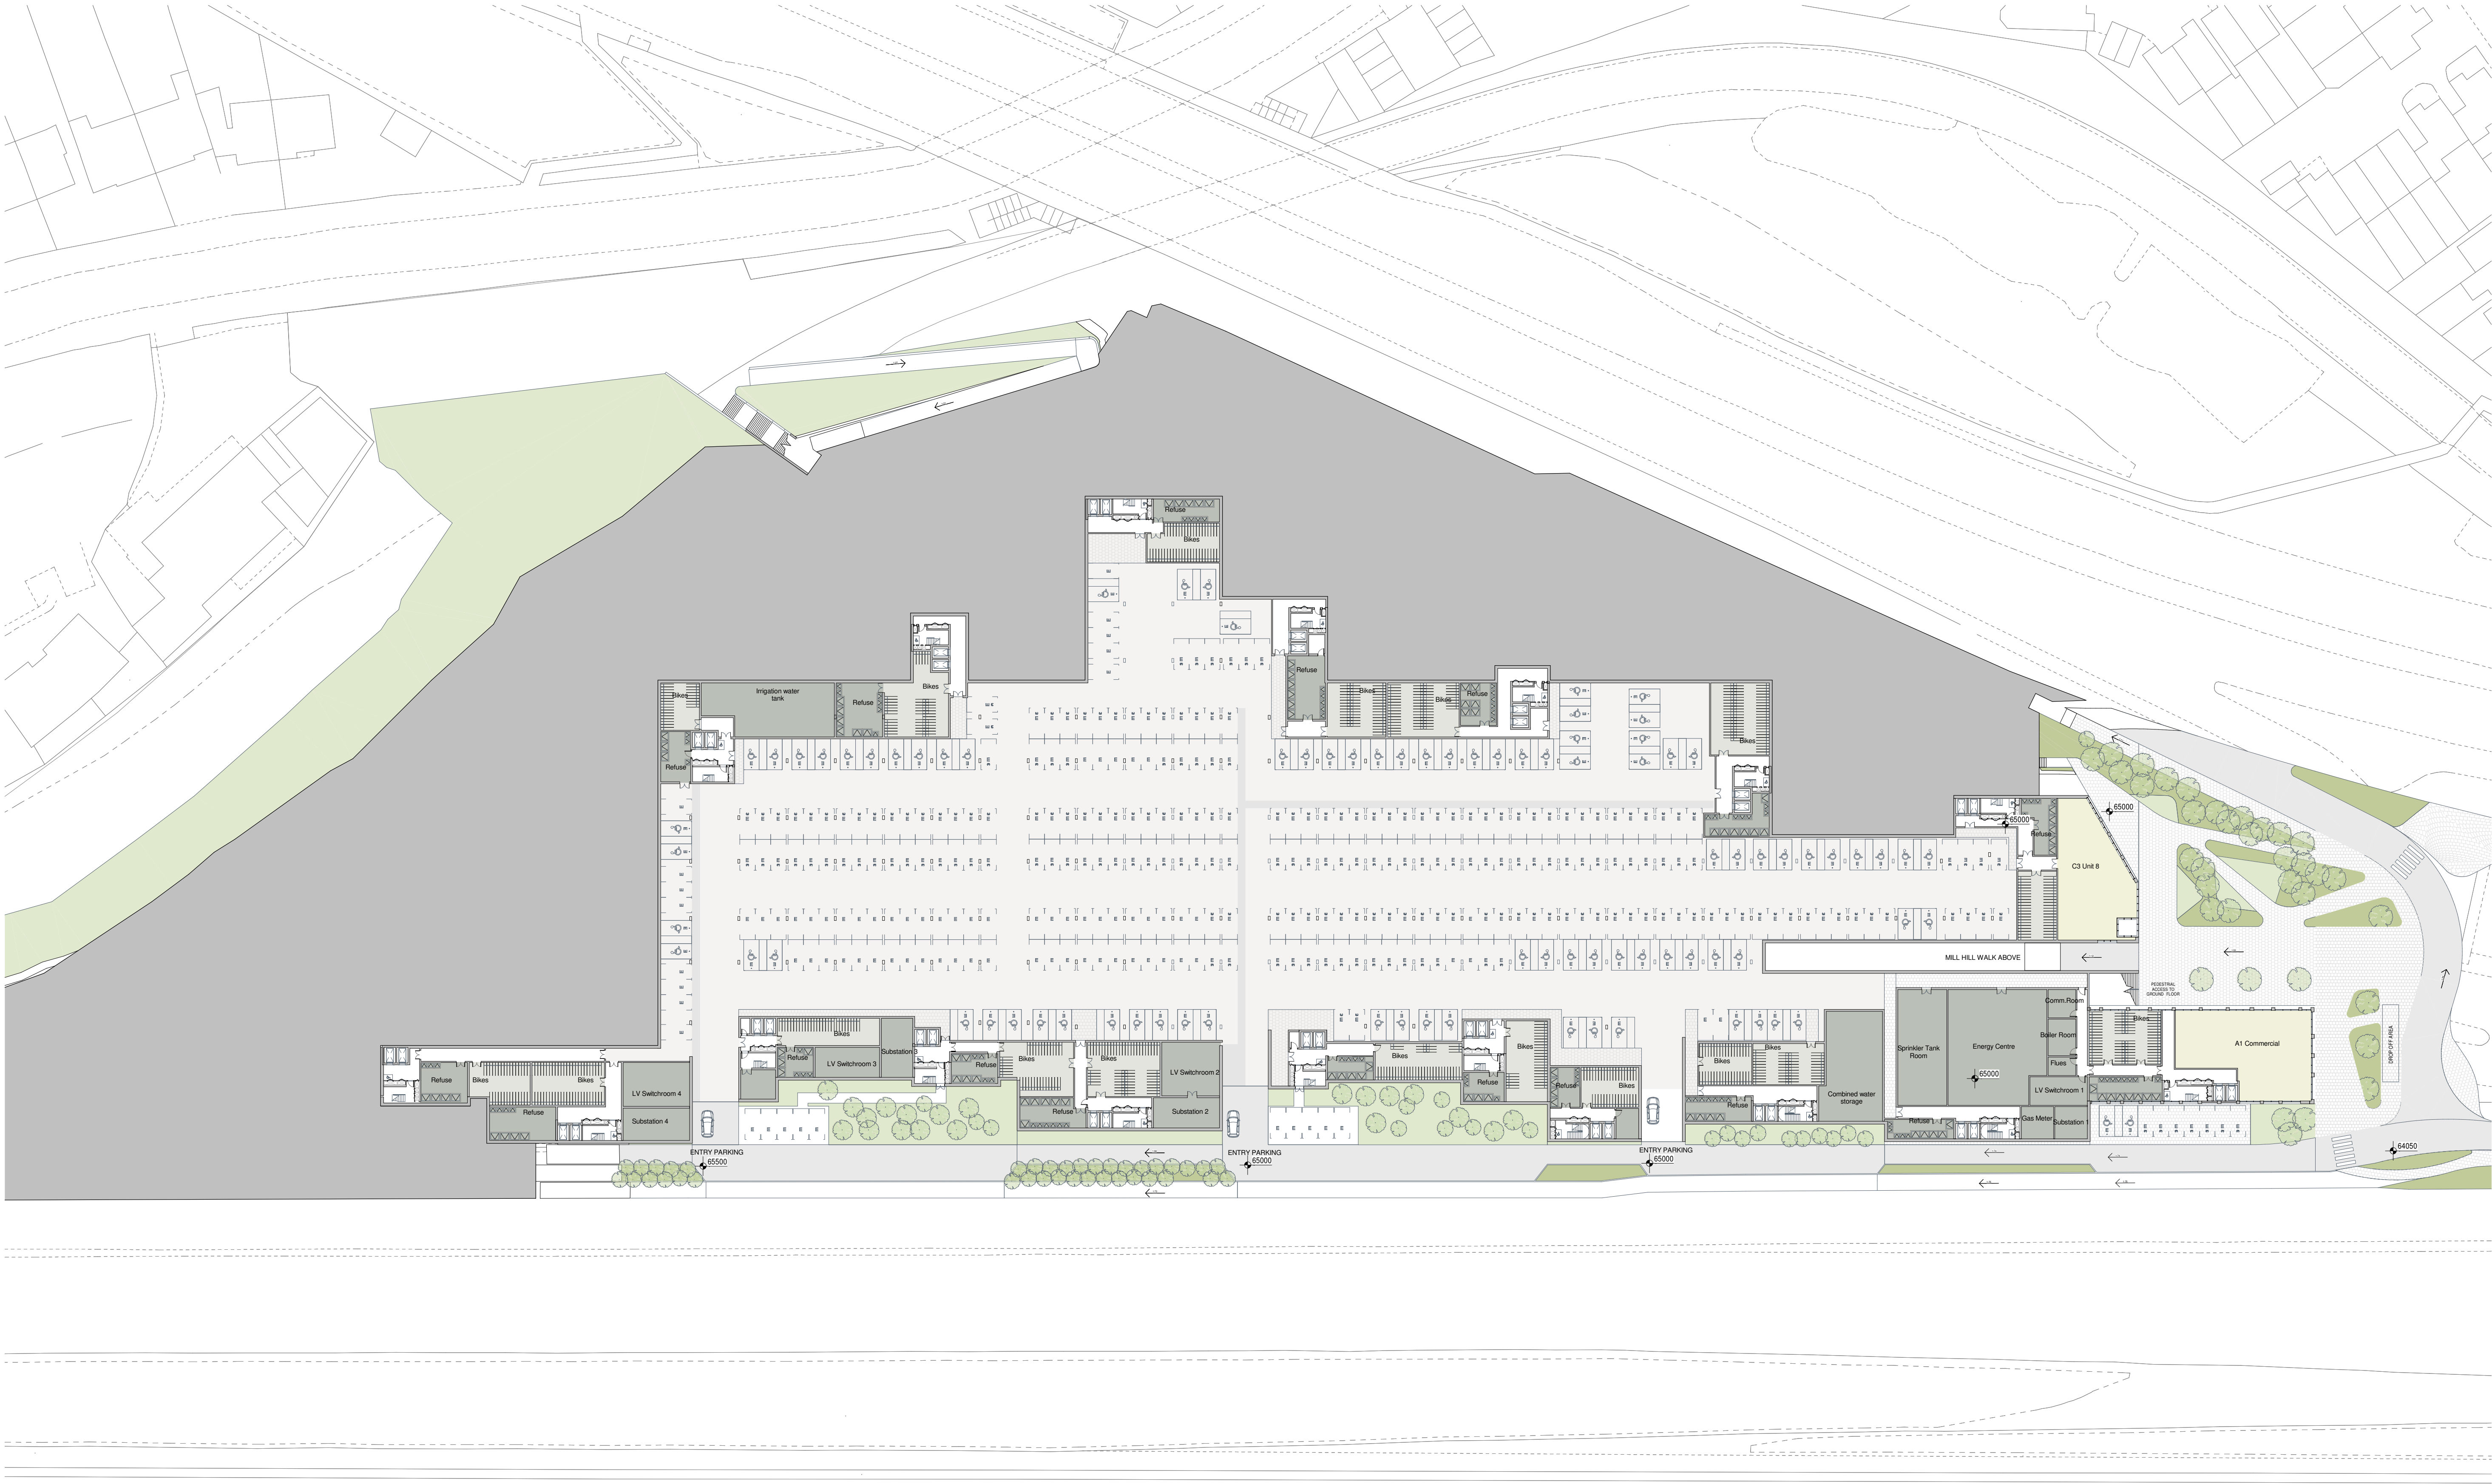 Refuse
Bikes
Refuse
Bikes
Irrigation water
tank
Refuse
Bikes
Refuse
Bikes
Bikes
Refuse
Bikes
65000
65000
Refuse
C3 Unit 8
MILL HILL WALK ABOVE
PEDESTRIAL
ACCESS TO
GROUND FLOOR
DROP OFF AREA
Refuse
Bikes
Bikes
Refuse
LV Switchroom 4
Substation 4
Bikes
Refuse
LV Switchroom 3
Substation 3
Refuse
Bikes
Bikes
Refuse
LV Switchroom 2
Substation 2
Bikes
Refuse
Bikes
Refuse
Bikes
Bikes
Bikes
Refuse
Combined water
storage
Sprinkler Tank
Room
Energy Centre
65000
Comm.Room
Boiler Room
Flues
LV Switchroom 1
Gas Meter
Substation 1
Refuse
Bikes
A1 Commercial
ENTRY PARKING
65500
ENTRY PARKING
65000
ENTRY PARKING
65000
64050